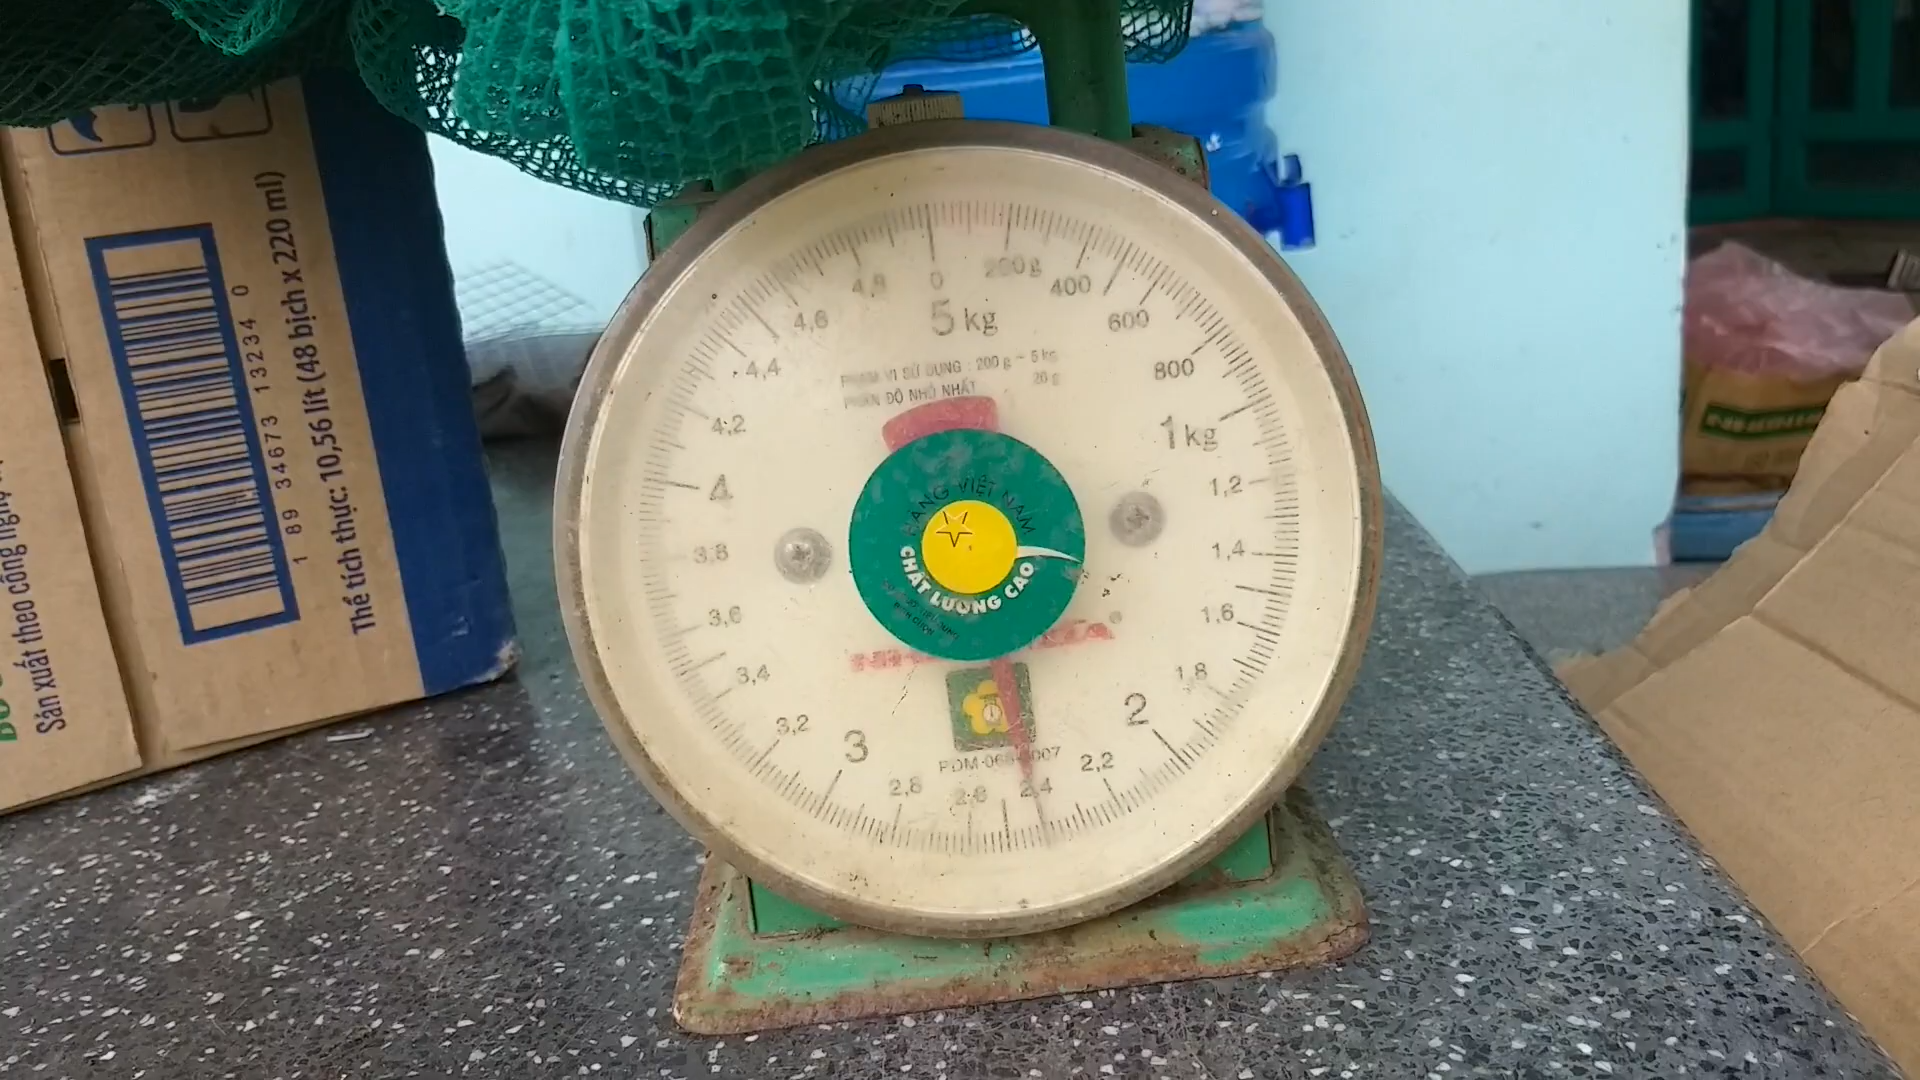 Sản xuất theo công nghệ
1 89 34673 13234 0
Thể tích thực: 10,56 lít (48 bịch x 220 ml)
0
200g
400
600
800
1kg
1,2
1,4
1,6
1,8
2
2,2
2,4
2,6
2,8
3
3,2
3,4
3,6
3,8
4
4,2
4,4
4,6
4,8
5 kg
PHẠM VI SỬ DỤNG : 200 g – 5 kg
PHÂN ĐỘ NHỎ NHẤT 20 g
HÀNG VIỆT NAM
CHẤT LƯỢNG CAO